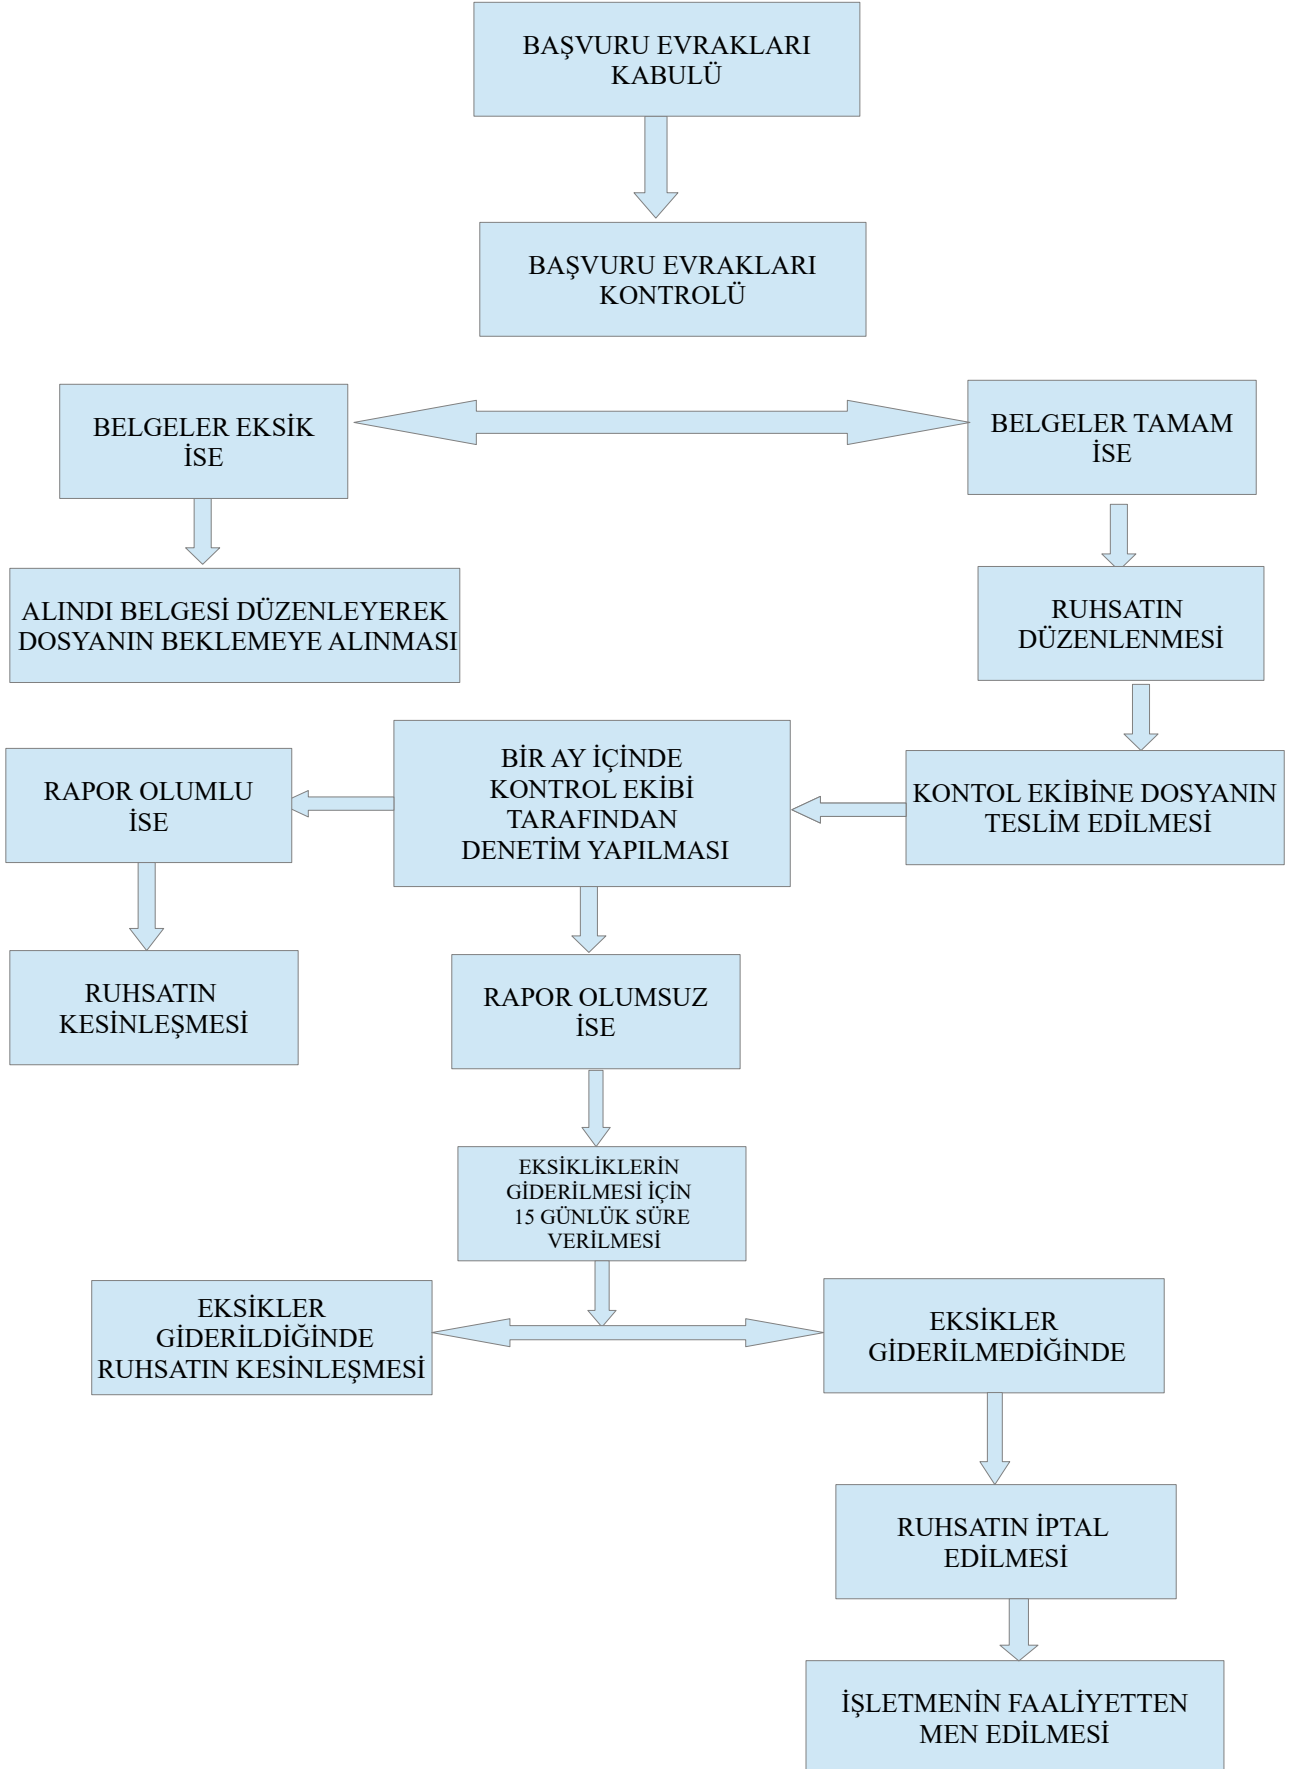 BAŞVURU EVRAKLARI
KABULÜ
BAŞVURU EVRAKLARI
KONTROLÜ
BELGELER EKSİK
İSE
BELGELER TAMAM
İSE
ALINDI BELGESİ DÜZENLEYEREK
DOSYANIN BEKLEMEYE ALINMASI
RUHSATIN
DÜZENLENMESİ
RAPOR OLUMLU
İSE
BİR AY İÇİNDE
KONTROL EKİBİ
TARAFINDAN
DENETİM YAPILMASI
KONTOL EKİBİNE DOSYANIN
TESLİM EDİLMESİ
RUHSATIN
KESİNLEŞMESİ
RAPOR OLUMSUZ
İSE
EKSİKLİKLERİN
GİDERİLMESİ İÇİN
15 GÜNLÜK SÜRE
VERİLMESİ
EKSİKLER
GİDERİLDİĞİNDE
RUHSATIN KESİNLEŞMESİ
EKSİKLER
GİDERİLMEDİĞİNDE
RUHSATIN İPTAL
EDİLMESİ
İŞLETMENİN FAALİYETTEN
MEN EDİLMESİ